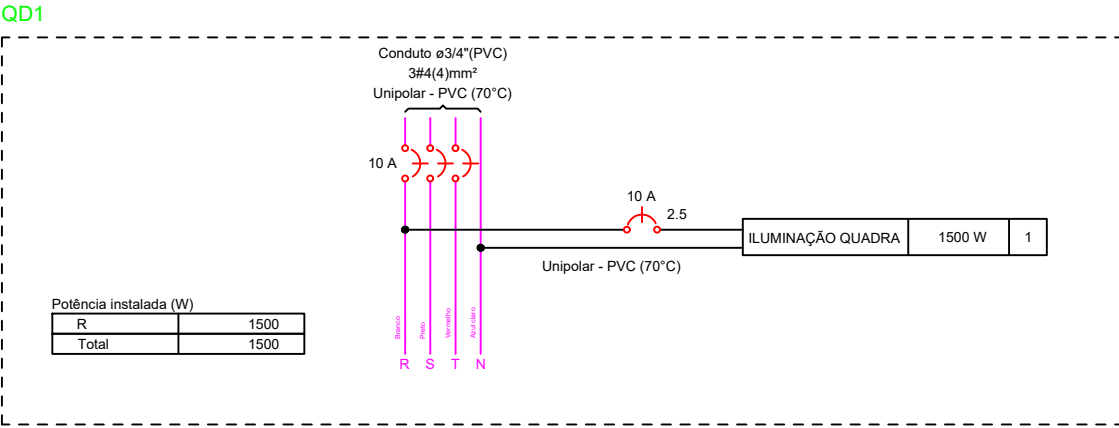 QD1
Conduto ø3/4"(PVC)
3#4(4)mm²
Unipolar - PVC (70°C)
10 A
10 A
2.5
ILUMINAÇÃO QUADRA 1500 W 1
Unipolar - PVC (70°C)
Potência instalada (W)
R 1500
Total 1500
Branco
Preto
Vermelho
Azul claro
R S T N